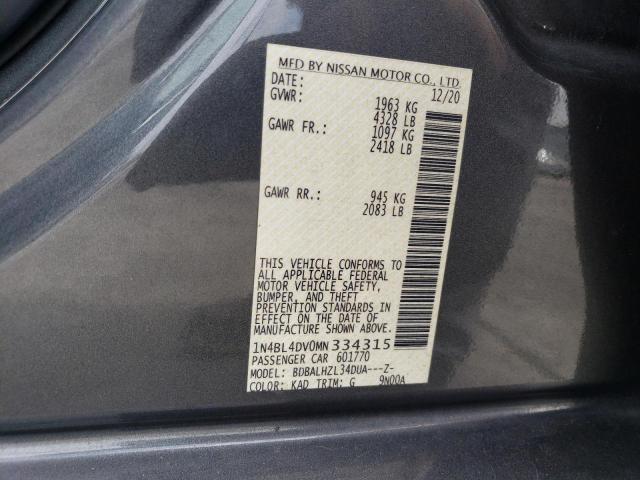 MFD BY NISSAN MOTOR CO., LTD
DATE: 12/20
GVWR: 1963 KG
4328 LB
GAWR FR.: 1097 KG
2418 LB
GAWR RR.: 945 KG
2083 LB
THIS VEHICLE CONFORMS TO
ALL APPLICABLE FEDERAL
MOTOR VEHICLE SAFETY,
BUMPER, AND THEFT
PREVENTION STANDARDS
IN EFFECT ON THE DATE OF
MANUFACTURE SHOWN ABOVE.
1N4BL4DV0MN334315
PASSENGER CAR 601770
MODEL: BDBALHZL34DUA---Z-
COLOR: KAD TRIM: G 9N00A